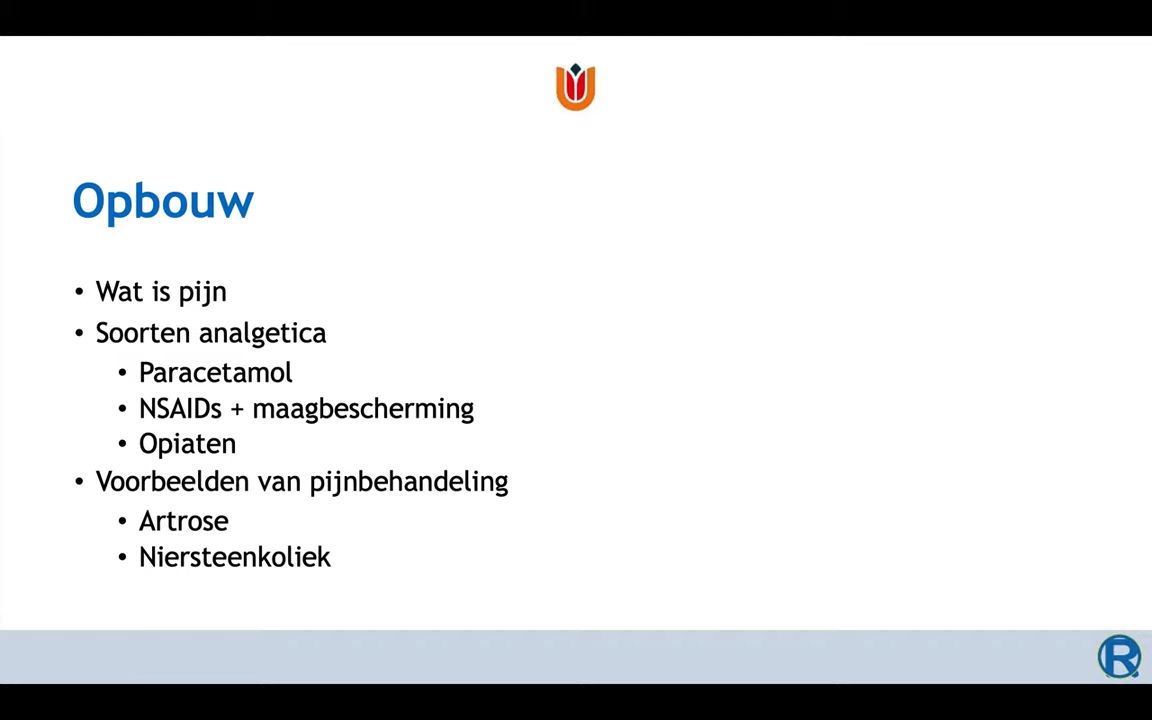 Opbouw
• Wat is pijn
• Soorten analgetica
• Paracetamol
• NSAIDs + maagbescherming
• Opiaten
• Voorbeelden van pijnbehandeling
• Artrose
• Niersteenkoliek
R